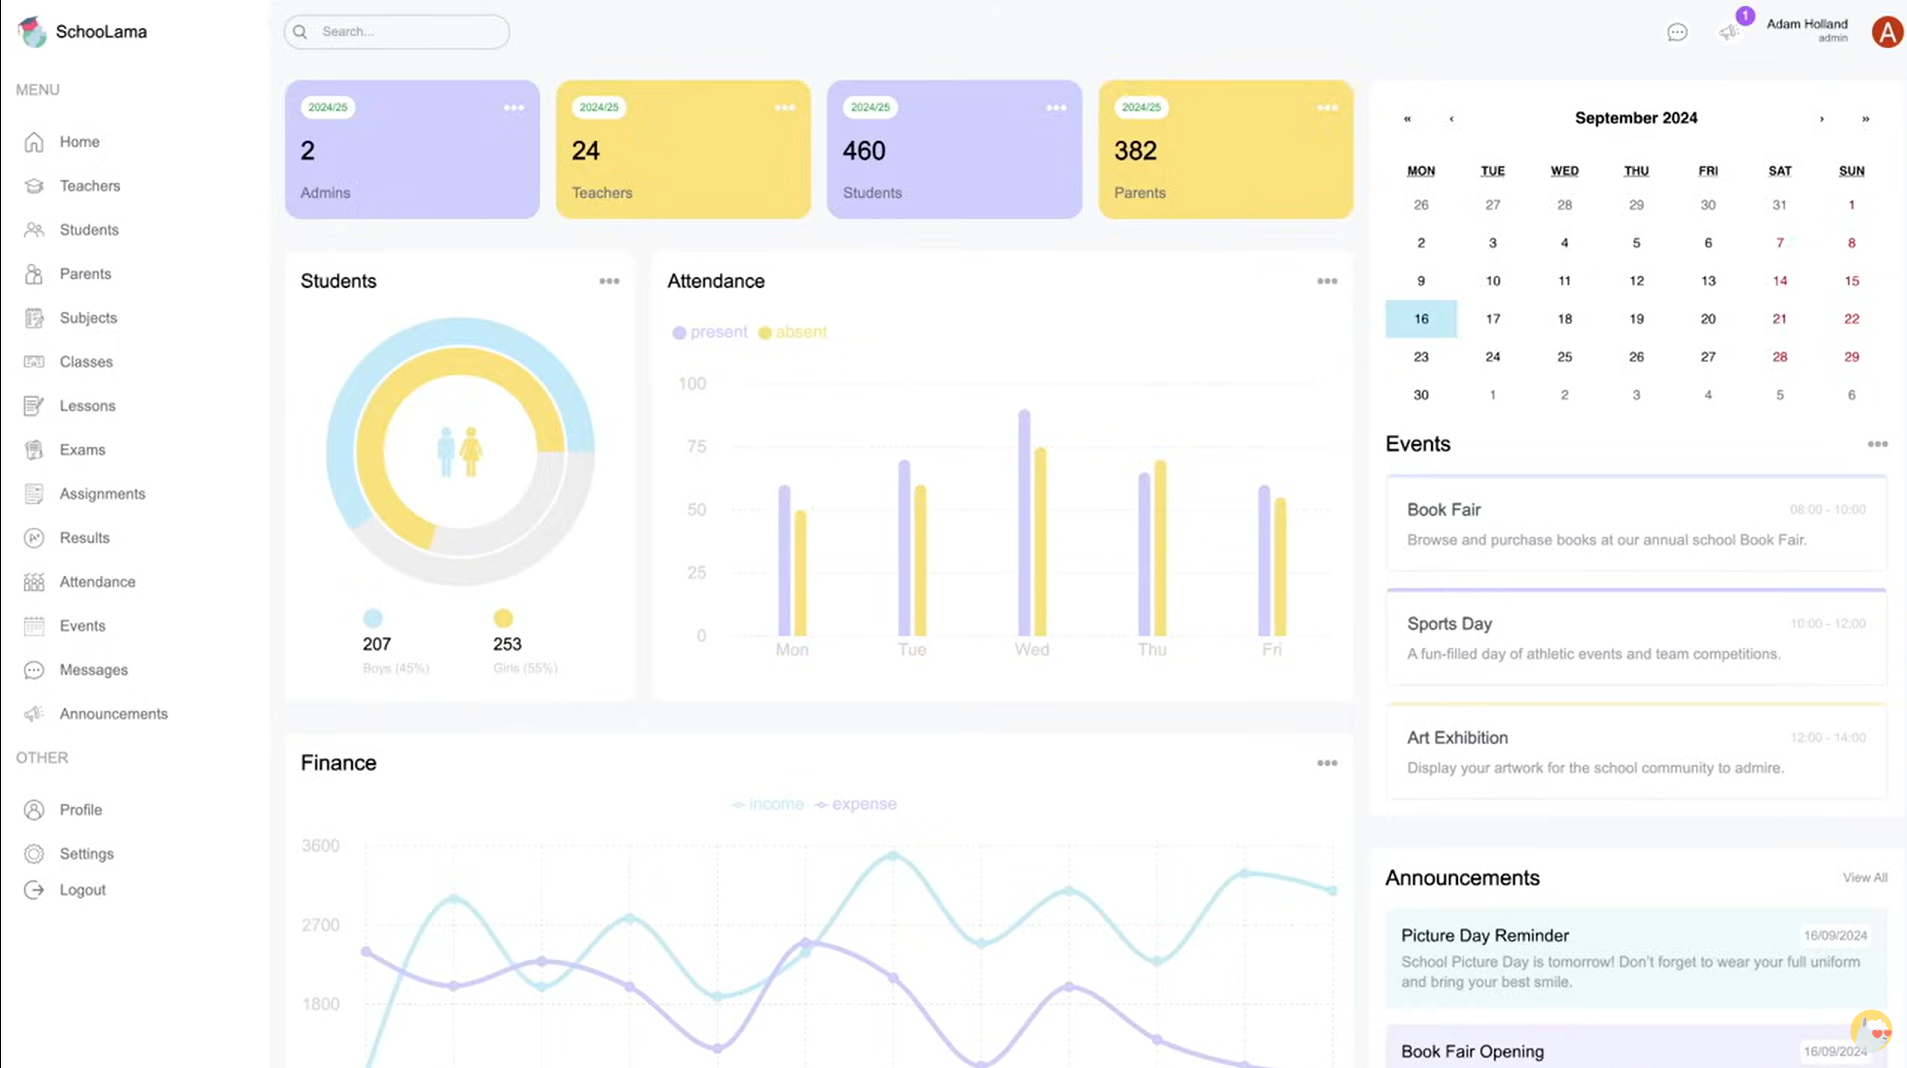 SchooLama
Search...
1
Adam Holland
admin
A
MENU
Home
Teachers
Students
Parents
Subjects
Classes
Lessons
Exams
Assignments
Results
Attendance
Events
Messages
Announcements
OTHER
Profile
Settings
Logout
2024/25
2
Admins
2024/25
24
Teachers
2024/25
460
Students
2024/25
382
Parents
Students
207
Boys (45%)
253
Girls (55%)
Attendance
present absent
100
75
50
25
0
Mon Tue Wed Thu Fri
Finance
income expense
3600
2700
1800
« ‹ September 2024 › »
MON TUE WED THU FRI SAT SUN
26 27 28 29 30 31 1
2 3 4 5 6 7 8
9 10 11 12 13 14 15
16 17 18 19 20 21 22
23 24 25 26 27 28 29
30 1 2 3 4 5 6
Events
Book Fair 08:00 - 10:00
Browse and purchase books at our annual school Book Fair.
Sports Day 10:00 - 12:00
A fun-filled day of athletic events and team competitions.
Art Exhibition 12:00 - 14:00
Display your artwork for the school community to admire.
Announcements View All
Picture Day Reminder 16/09/2024
School Picture Day is tomorrow! Don't forget to wear your full uniform
and bring your best smile.
Book Fair Opening 16/09/2024